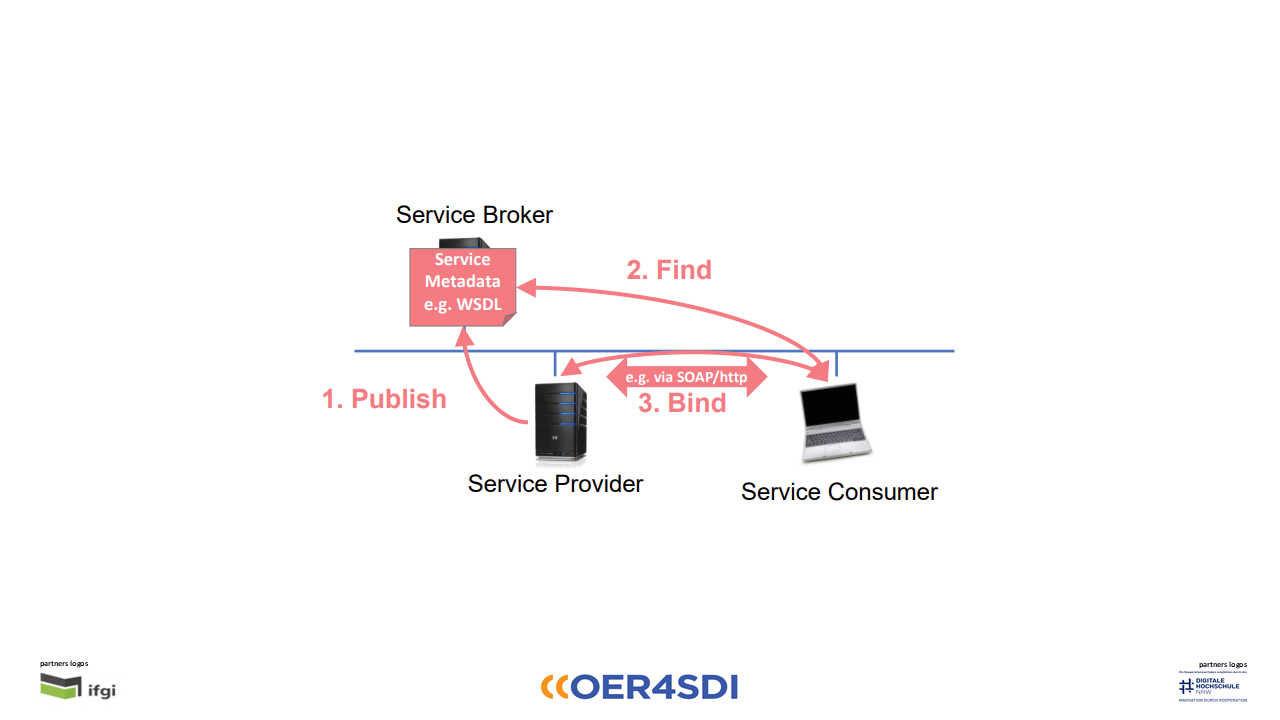 Service Broker
Service
Metadata
e.g. WSDL
2. Find
e.g. via SOAP/http
1. Publish
3. Bind
Service Provider
Service Consumer
partners logos
ifgi
OER4SDI
partners logos
DIGITALE
HOCHSCHULE
NRW
INNOVATION DURCH KOOPERATION